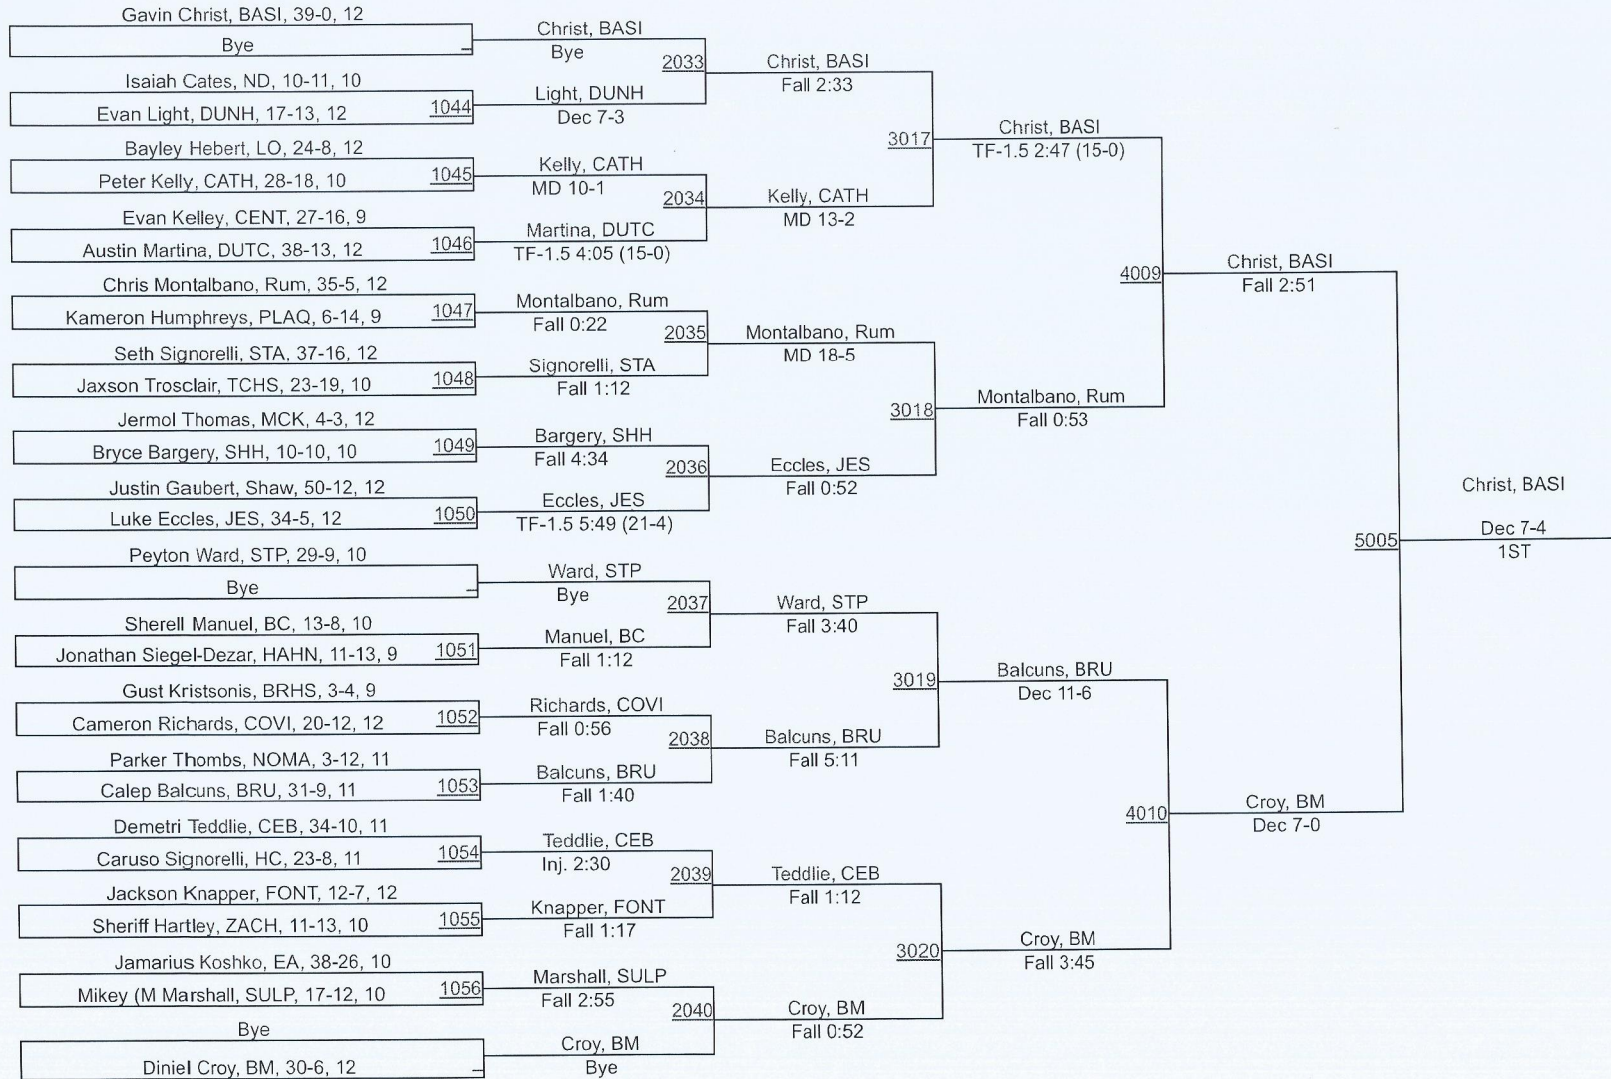 Gavin Christ, BASI, 39-0, 12
Bye
Isaiah Cates, ND, 10-11, 10
Evan Light, DUNH, 17-13, 12
1044
Bayley Hebert, LO, 24-8, 12
Peter Kelly, CATH, 28-18, 10
1045
Evan Kelley, CENT, 27-16, 9
Austin Martina, DUTC, 38-13, 12
1046
Chris Montalbano, Rum, 35-5, 12
Kameron Humphreys, PLAQ, 6-14, 9
1047
Seth Signorelli, STA, 37-16, 12
Jaxson Trosclair, TCHS, 23-19, 10
1048
Jermol Thomas, MCK, 4-3, 12
Bryce Bargery, SHH, 10-10, 10
1049
Justin Gaubert, Shaw, 50-12, 12
Luke Eccles, JES, 34-5, 12
1050
Peyton Ward, STP, 29-9, 10
Bye
Sherell Manuel, BC, 13-8, 10
Jonathan Siegel-Dezar, HAHN, 11-13, 9
1051
Gust Kristsonis, BRHS, 3-4, 9
Cameron Richards, COVI, 20-12, 12
1052
Parker Thombs, NOMA, 3-12, 11
Calep Balcuns, BRU, 31-9, 11
1053
Demetri Teddlie, CEB, 34-10, 11
Caruso Signorelli, HC, 23-8, 11
1054
Jackson Knapper, FONT, 12-7, 12
Sheriff Hartley, ZACH, 11-13, 10
1055
Jamarius Koshko, EA, 38-26, 10
Mikey (M Marshall, SULP, 17-12, 10
1056
Bye
Diniel Croy, BM, 30-6, 12
Christ, BASI
Bye
2033
Light, DUNH
Dec 7-3
Kelly, CATH
MD 10-1
2034
Martina, DUTC
TF-1.5 4:05 (15-0)
Montalbano, Rum
Fall 0:22
2035
Signorelli, STA
Fall 1:12
Bargery, SHH
Fall 4:34
2036
Eccles, JES
TF-1.5 5:49 (21-4)
Ward, STP
Bye
2037
Manuel, BC
Fall 1:12
Richards, COVI
Fall 0:56
2038
Balcuns, BRU
Fall 1:40
Teddlie, CEB
Inj. 2:30
2039
Knapper, FONT
Fall 1:17
Marshall, SULP
Fall 2:55
2040
Croy, BM
Bye
Christ, BASI
Fall 2:33
3017
Kelly, CATH
MD 13-2
Montalbano, Rum
MD 18-5
3018
Eccles, JES
Fall 0:52
Ward, STP
Fall 3:40
3019
Balcuns, BRU
Fall 5:11
Teddlie, CEB
Fall 1:12
3020
Croy, BM
Fall 0:52
Christ, BASI
TF-1.5 2:47 (15-0)
4009
Montalbano, Rum
Fall 0:53
Balcuns, BRU
Dec 11-6
4010
Croy, BM
Fall 3:45
Christ, BASI
Fall 2:51
5005
Croy, BM
Dec 7-0
Christ, BASI
Dec 7-4
1ST